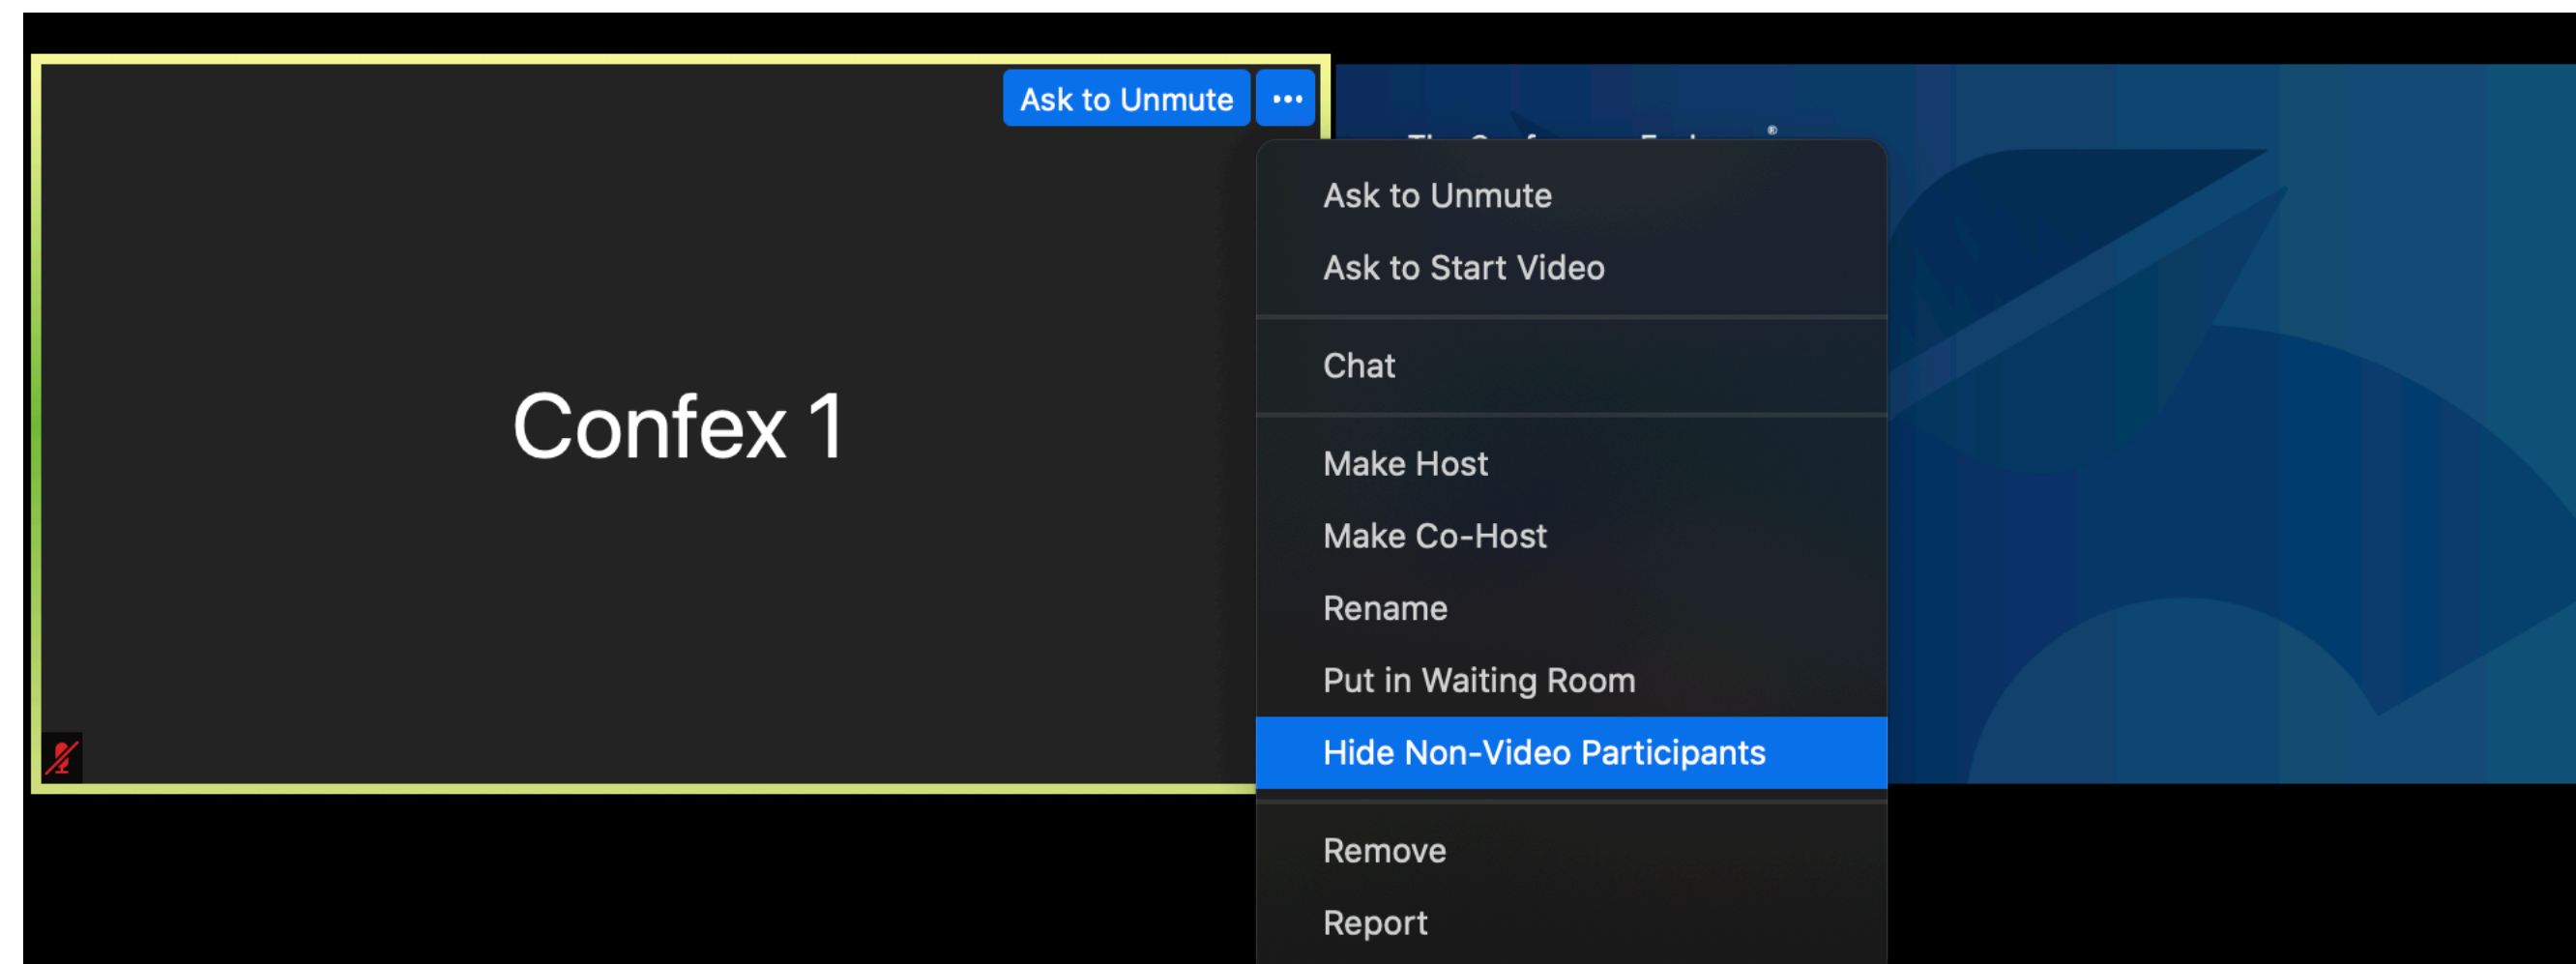 Ask to Unmute
Confex 1
Ask to Unmute
Ask to Start Video
Chat
Make Host
Make Co-Host
Rename
Put in Waiting Room
Hide Non-Video Participants
Remove
Report